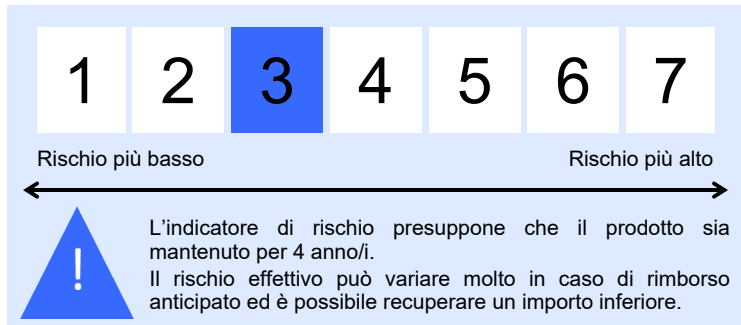 1 2 3 4 5 6 7
Rischio più basso Rischio più alto
! L'indicatore di rischio presuppone che il prodotto sia
mantenuto per 4 anno/i.
Il rischio effettivo può variare molto in caso di rimborso
anticipato ed è possibile recuperare un importo inferiore.